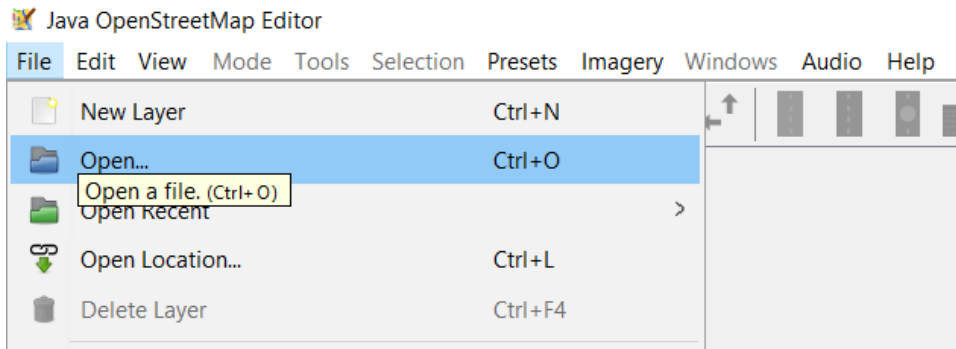 Java OpenStreetMap Editor
File Edit View Mode Tools Selection Presets Imagery Windows Audio Help
New Layer Ctrl+N
Open... Ctrl+O
Open a file. (Ctrl+O)
Open Recent >
Open Location... Ctrl+L
Delete Layer Ctrl+F4